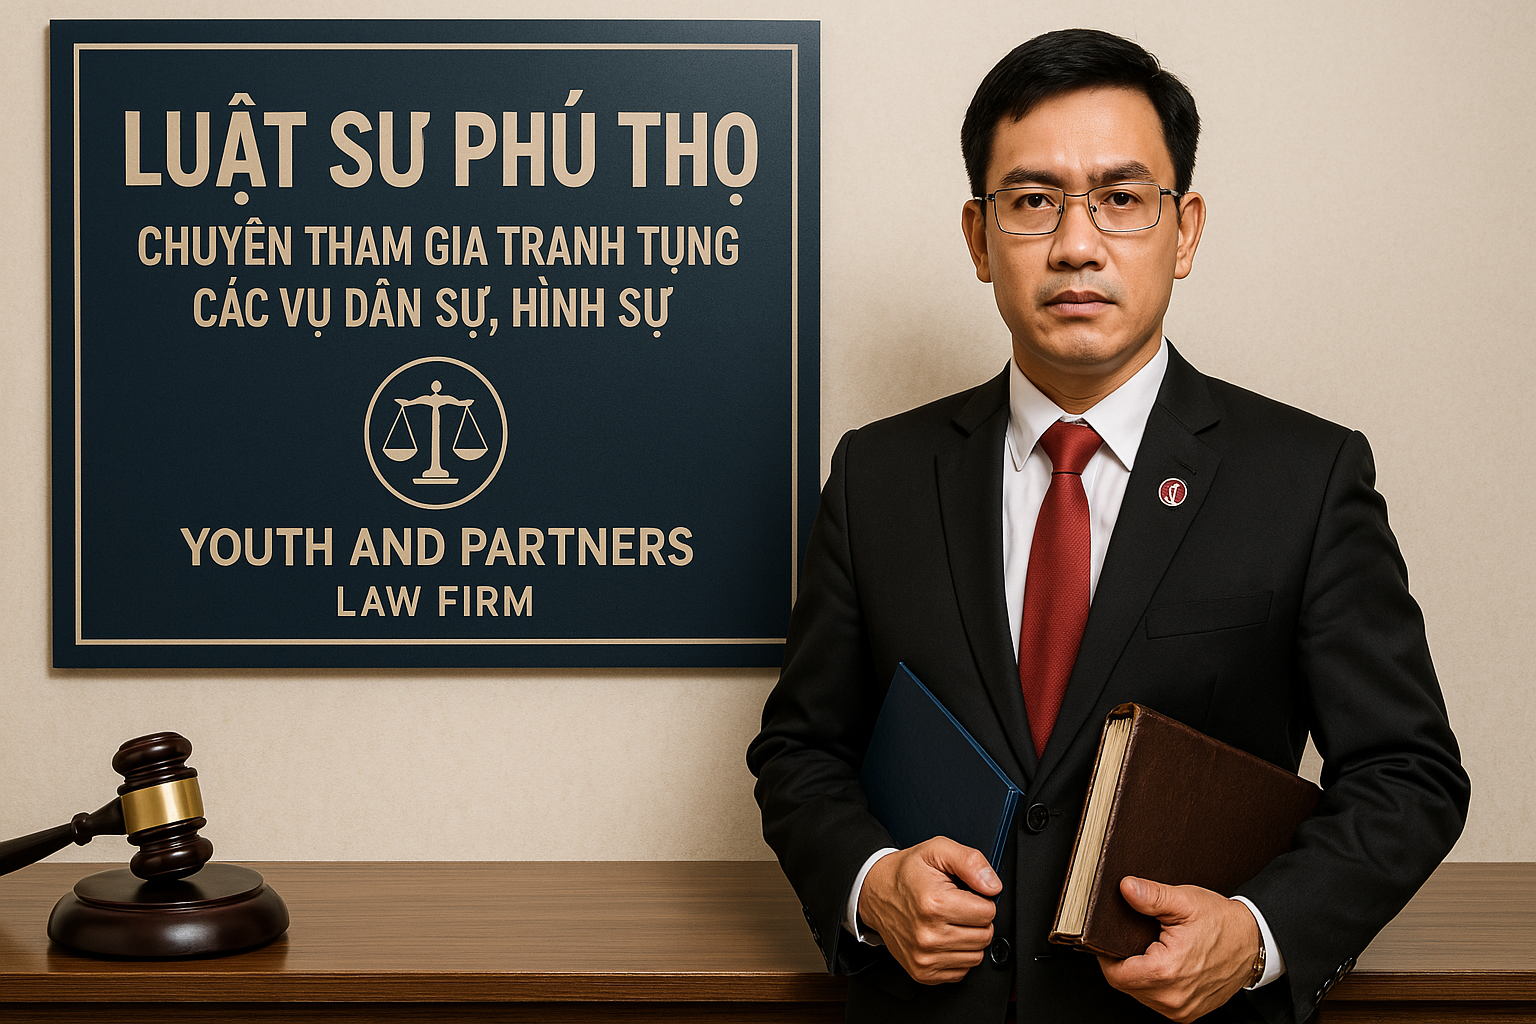 LUẬT SƯ PHÚ THỌ
CHUYÊN THAM GIA TRANH TỤNG
CÁC VỤ DÂN SỰ, HÌNH SỰ
YOUTH AND PARTNERS
LAW FIRM